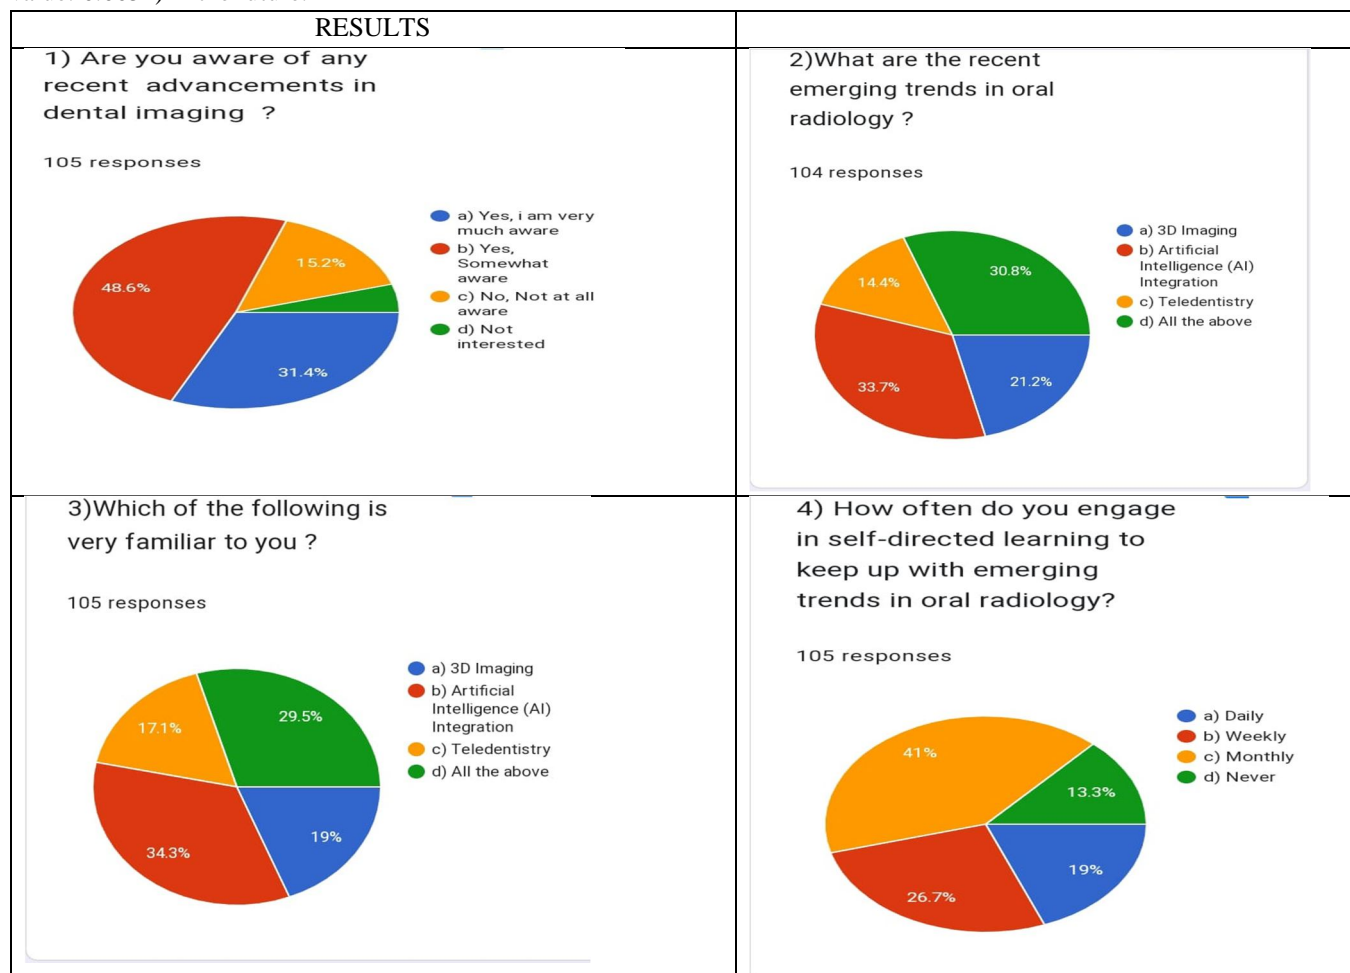 RESULTS
1) Are you aware of any
recent advancements in
dental imaging ?
105 responses
48.6%
15.2%
31.4%
a) Yes, i am very
much aware
b) Yes,
Somewhat
aware
c) No, Not at all
aware
d) Not
interested
2)What are the recent
emerging trends in oral
radiology ?
104 responses
30.8%
14.4%
33.7%
21.2%
a) 3D Imaging
b) Artificial
Intelligence (AI)
Integration
c) Teledentistry
d) All the above
3)Which of the following is
very familiar to you ?
105 responses
29.5%
17.1%
19%
34.3%
a) 3D Imaging
b) Artificial
Intelligence (AI)
Integration
c) Teledentistry
d) All the above
4) How often do you engage
in self-directed learning to
keep up with emerging
trends in oral radiology?
105 responses
41%
13.3%
19%
26.7%
a) Daily
b) Weekly
c) Monthly
d) Never